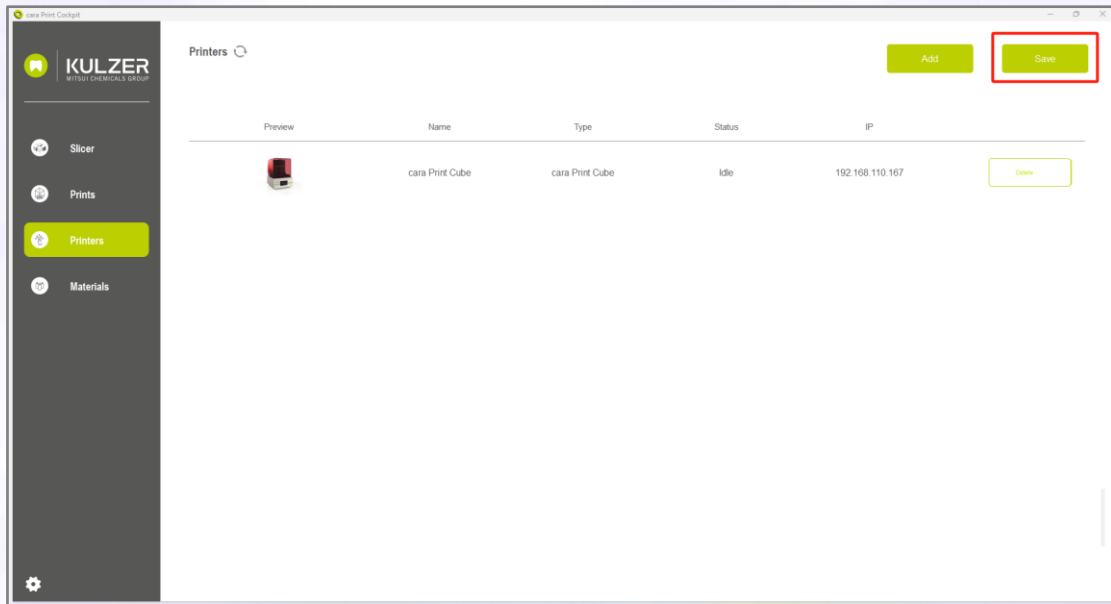 cara Print Cockpit
KULZER
MITSUI CHEMICALS GROUP
Slicer
Prints
Printers
Materials
Printers
Add
Save
Preview Name Type Status IP
cara Print Cube cara Print Cube Idle 192.168.110.167 Delete